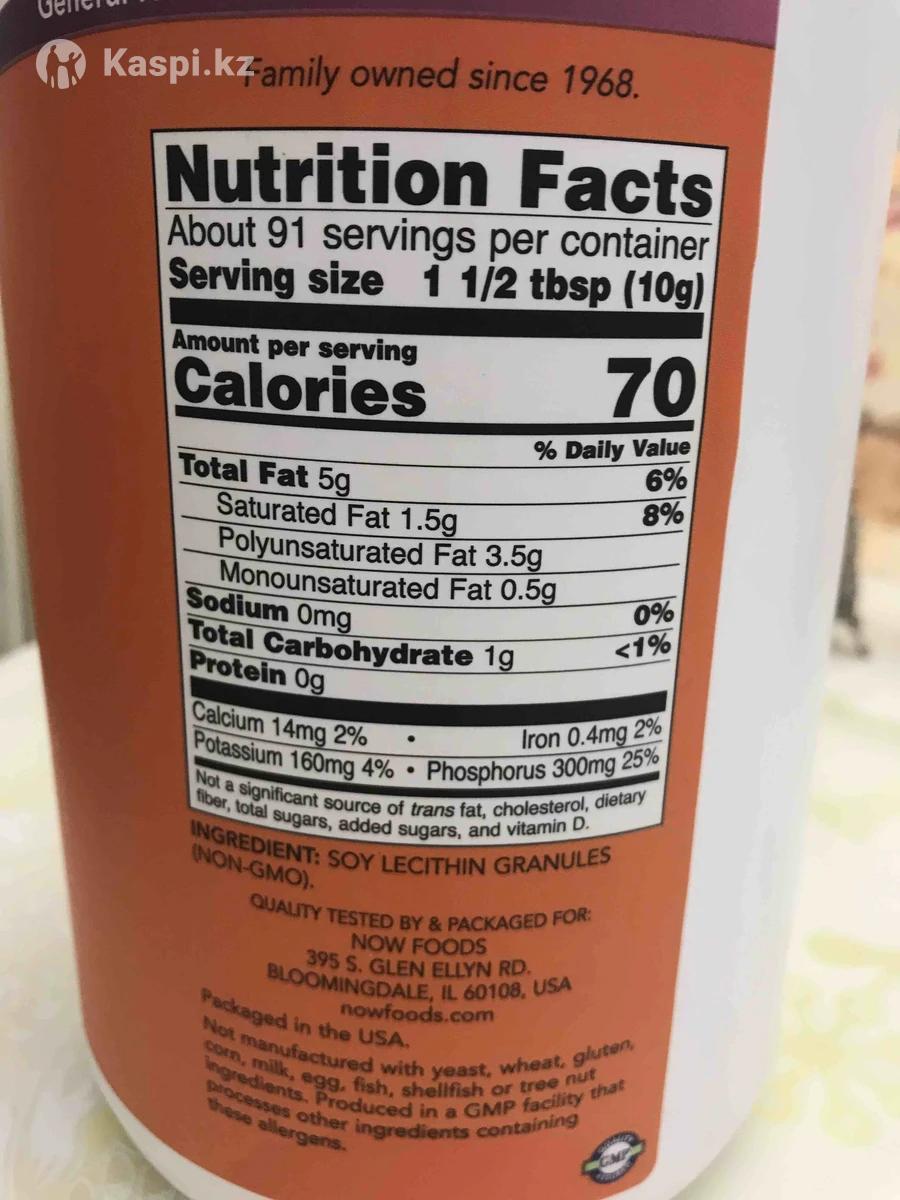 General
Kaspi.kz
Family owned since 1968.
Nutrition Facts
About 91 servings per container
Serving size 1 1/2 tbsp (10g)
Amount per serving
Calories 70
% Daily Value
Total Fat 5g 6%
Saturated Fat 1.5g 8%
Polyunsaturated Fat 3.5g
Monounsaturated Fat 0.5g
Sodium 0mg 0%
Total Carbohydrate 1g <1%
Protein 0g
Calcium 14mg 2% • Iron 0.4mg 2%
Potassium 160mg 4% • Phosphorus 300mg 25%
Not a significant source of trans fat, cholesterol, dietary
fiber, total sugars, added sugars, and vitamin D.
INGREDIENT: SOY LECITHIN GRANULES
(NON-GMO).
QUALITY TESTED BY & PACKAGED FOR:
NOW FOODS
395 S. GLEN ELLYN RD.
BLOOMINGDALE, IL 60108, USA
nowfoods.com
Packaged in the USA.
Not manufactured with yeast, wheat, gluten,
corn, milk, egg, fish, shellfish or tree nut
ingredients. Produced in a GMP facility that
processes other ingredients containing
these allergens.
GMP